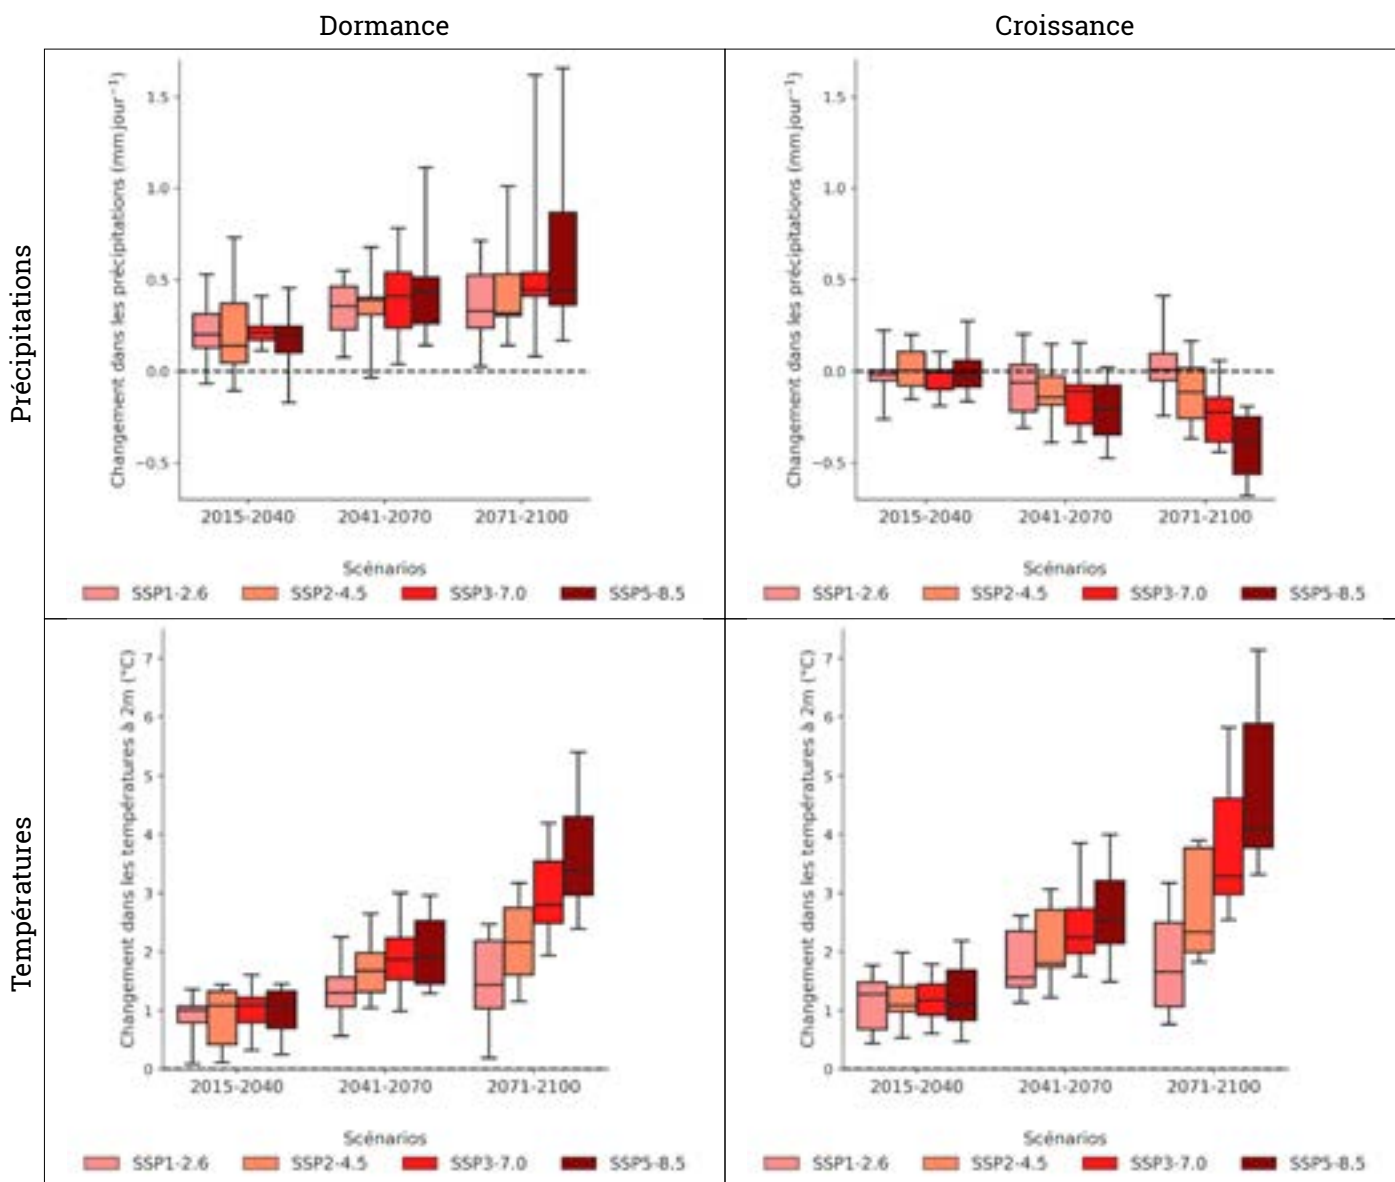 Dormance
Croissance
Précipitations
Changement dans les précipitations (mm jour⁻¹)
1.5
1.0
0.5
0.0
−0.5
2015-2040 2041-2070 2071-2100
Scénarios
SSP1-2.6 SSP2-4.5 SSP3-7.0 SSP5-8.5
Changement dans les précipitations (mm jour⁻¹)
1.5
1.0
0.5
0.0
−0.5
2015-2040 2041-2070 2071-2100
Scénarios
SSP1-2.6 SSP2-4.5 SSP3-7.0 SSP5-8.5
Températures
Changement dans les températures à 2m (°C)
7
6
5
4
3
2
1
0
2015-2040 2041-2070 2071-2100
Scénarios
SSP1-2.6 SSP2-4.5 SSP3-7.0 SSP5-8.5
Changement dans les températures à 2m (°C)
7
6
5
4
3
2
1
0
2015-2040 2041-2070 2071-2100
Scénarios
SSP1-2.6 SSP2-4.5 SSP3-7.0 SSP5-8.5